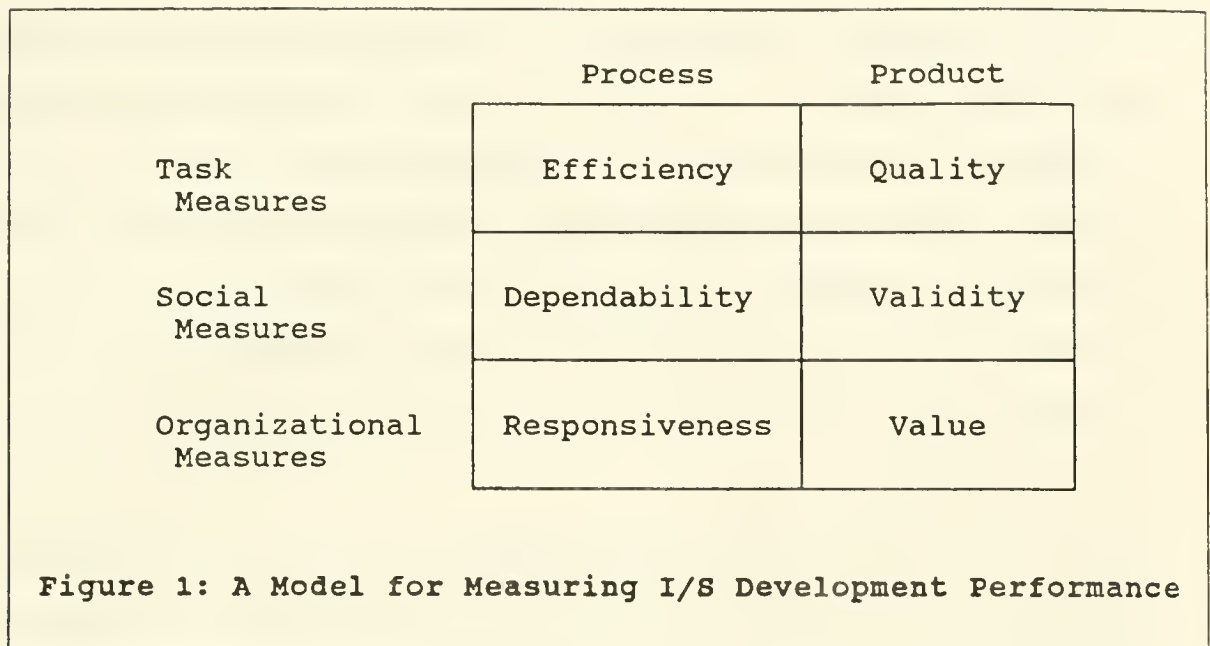 Process Product
Task Efficiency Quality
Measures
Social Dependability Validity
Measures
Organizational Responsiveness Value
Measures
Figure 1: A Model for Measuring I/S Development Performance